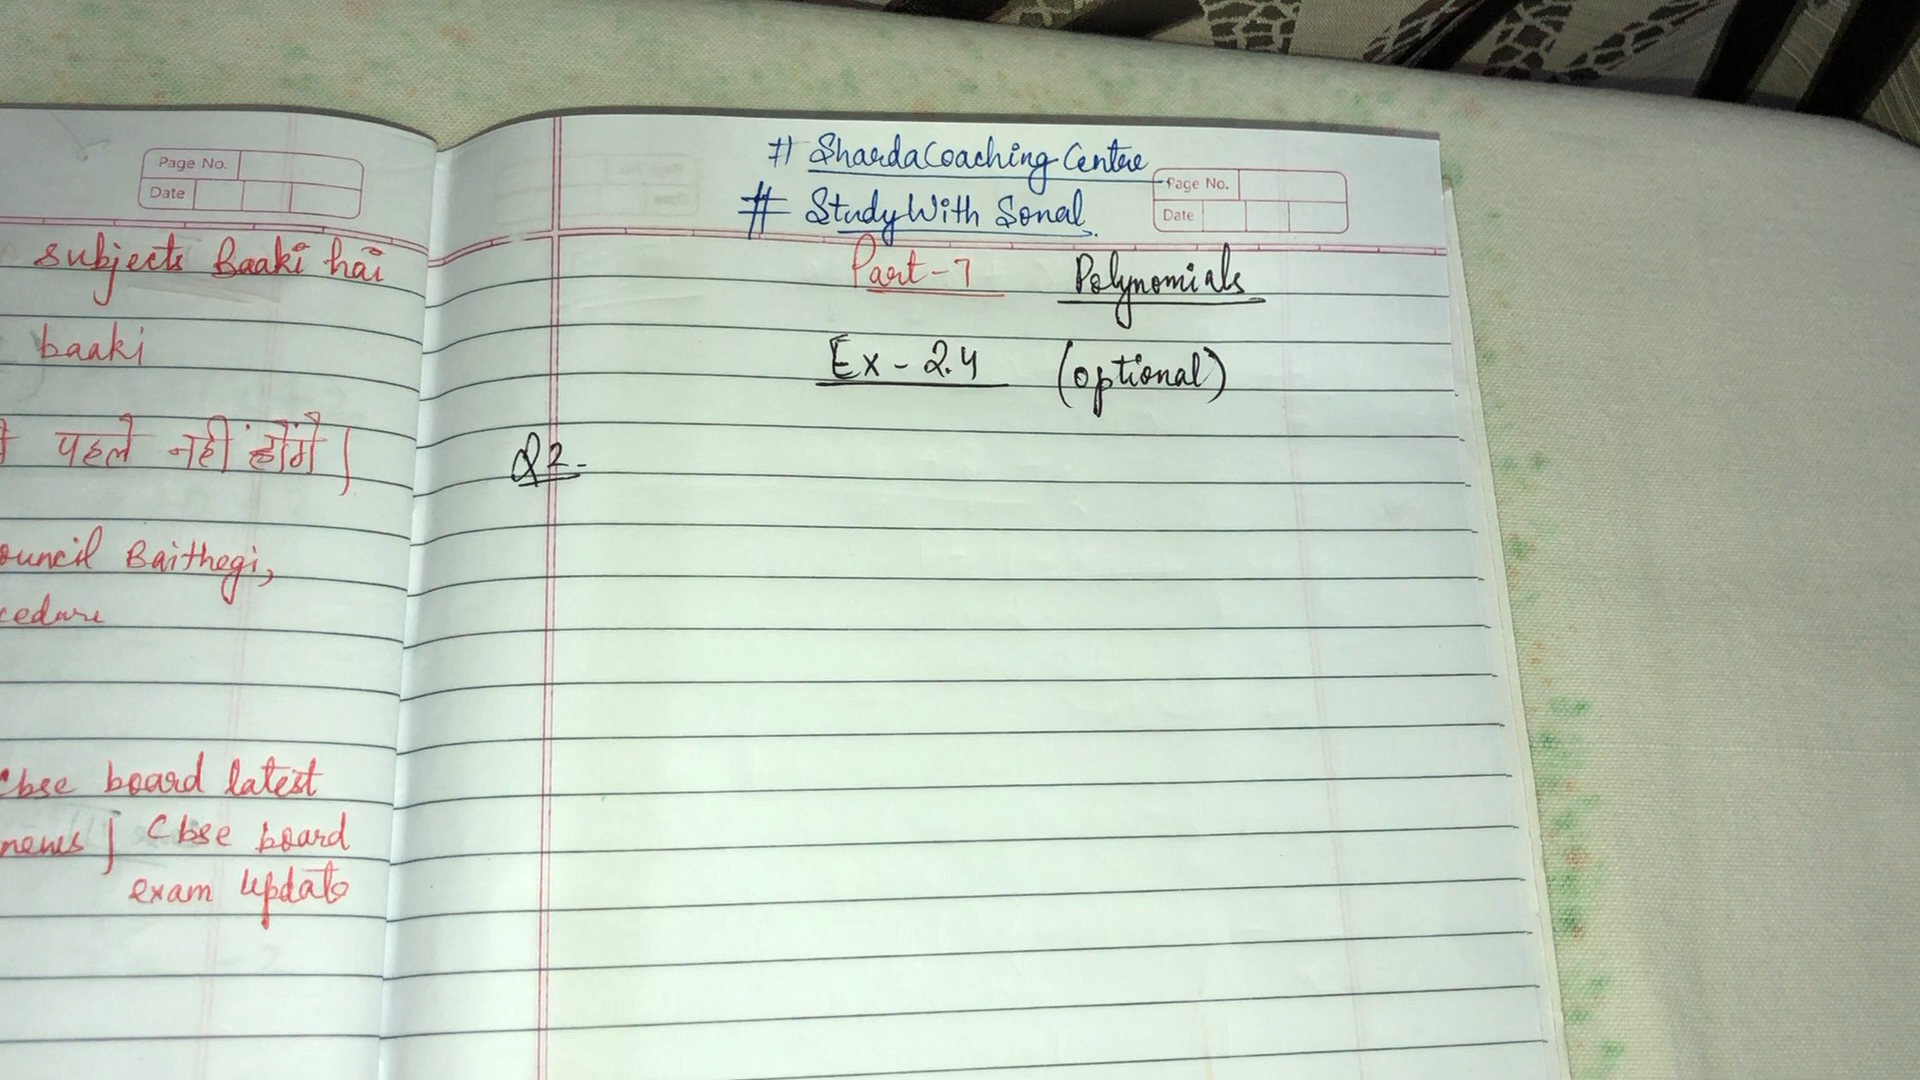 Page No.
Date
subjects Baaki hai
baaki
पहले नही होंगे |
ouncil Baithegi,
cedure
Cbse board latest
news | Cbse board
exam update
# ShardaCoaching Centre
# StudyWith Sonal.
Page No.
Date
Part-7 Polynomials
Ex-2.4 (optional)
Q2-